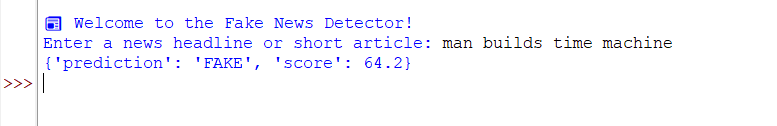 📰 Welcome to the Fake News Detector!
Enter a news headline or short article: man builds time machine
{'prediction': 'FAKE', 'score': 64.2}
>>>